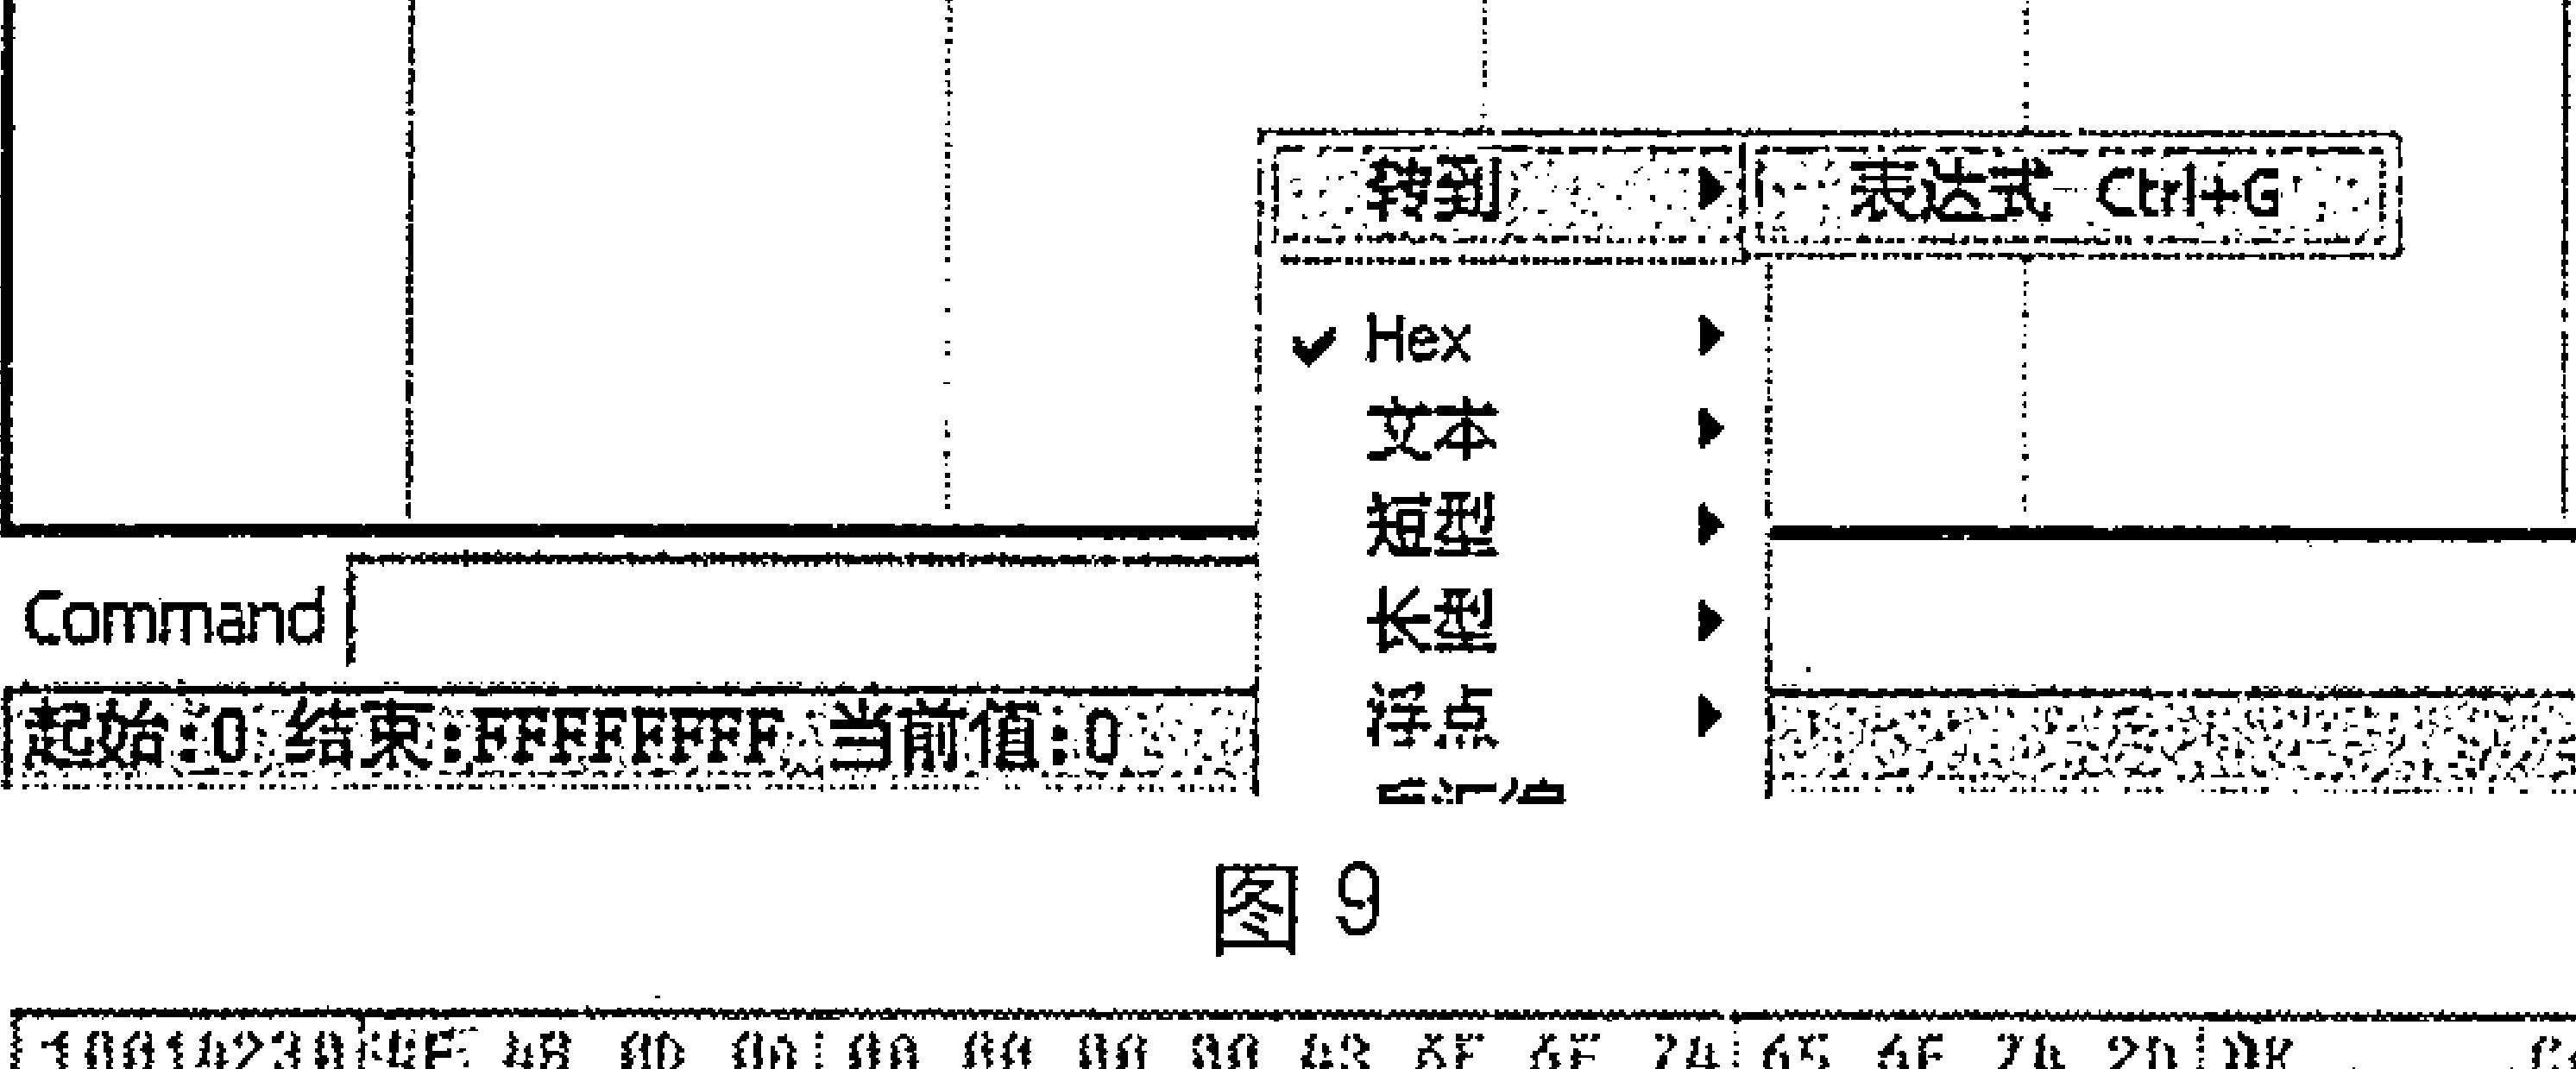 转到 表达式 Ctrl+G
Hex
文本
短型
长型
Command
浮点
起始:0 结束:FFFFFFFF 当前值:0
图 9